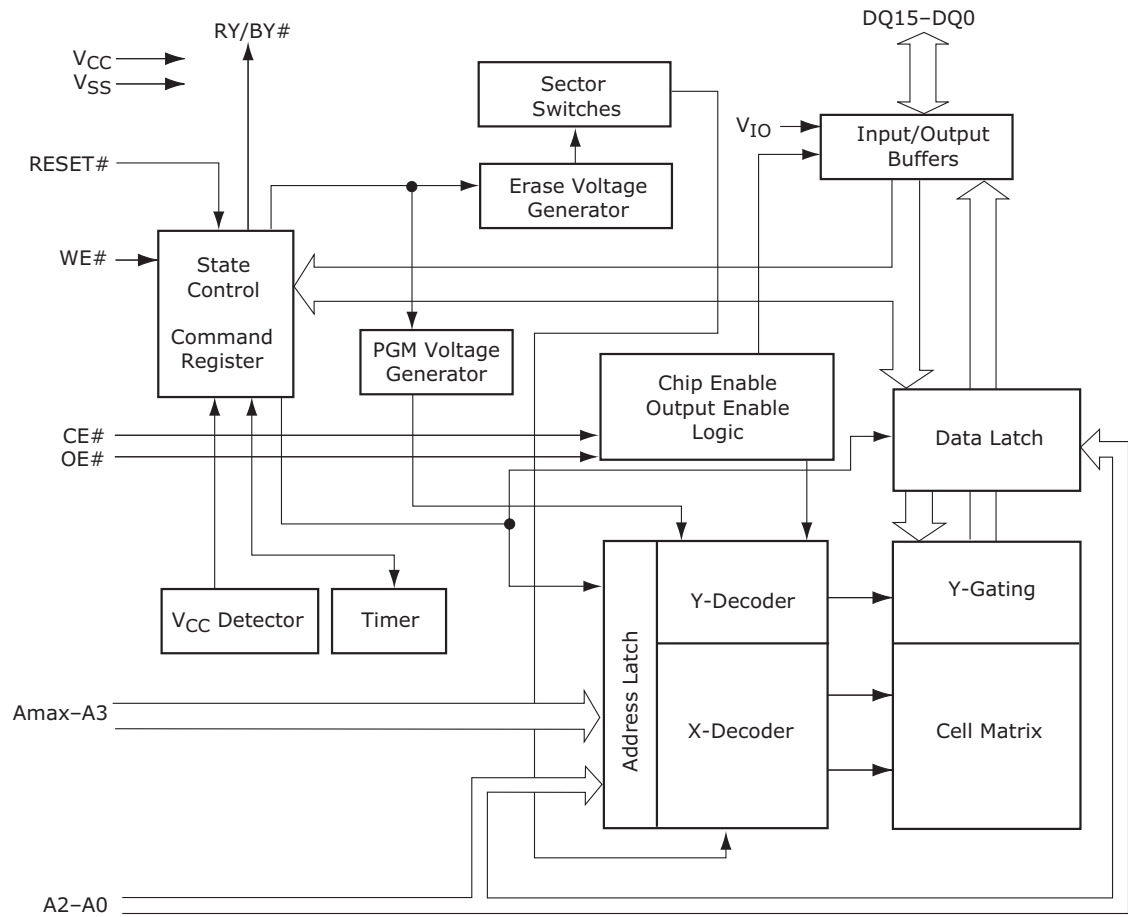 RY/BY#
DQ15–DQ0
VCC
VSS
Sector
Switches
VIO
Input/Output
Buffers
RESET#
Erase Voltage
Generator
WE#
State
Control
Command
Register
PGM Voltage
Generator
Chip Enable
Output Enable
Logic
CE#
OE#
Data Latch
VCC Detector
Timer
Address Latch
Y-Decoder
Y-Gating
Amax–A3
X-Decoder
Cell Matrix
A2–A0